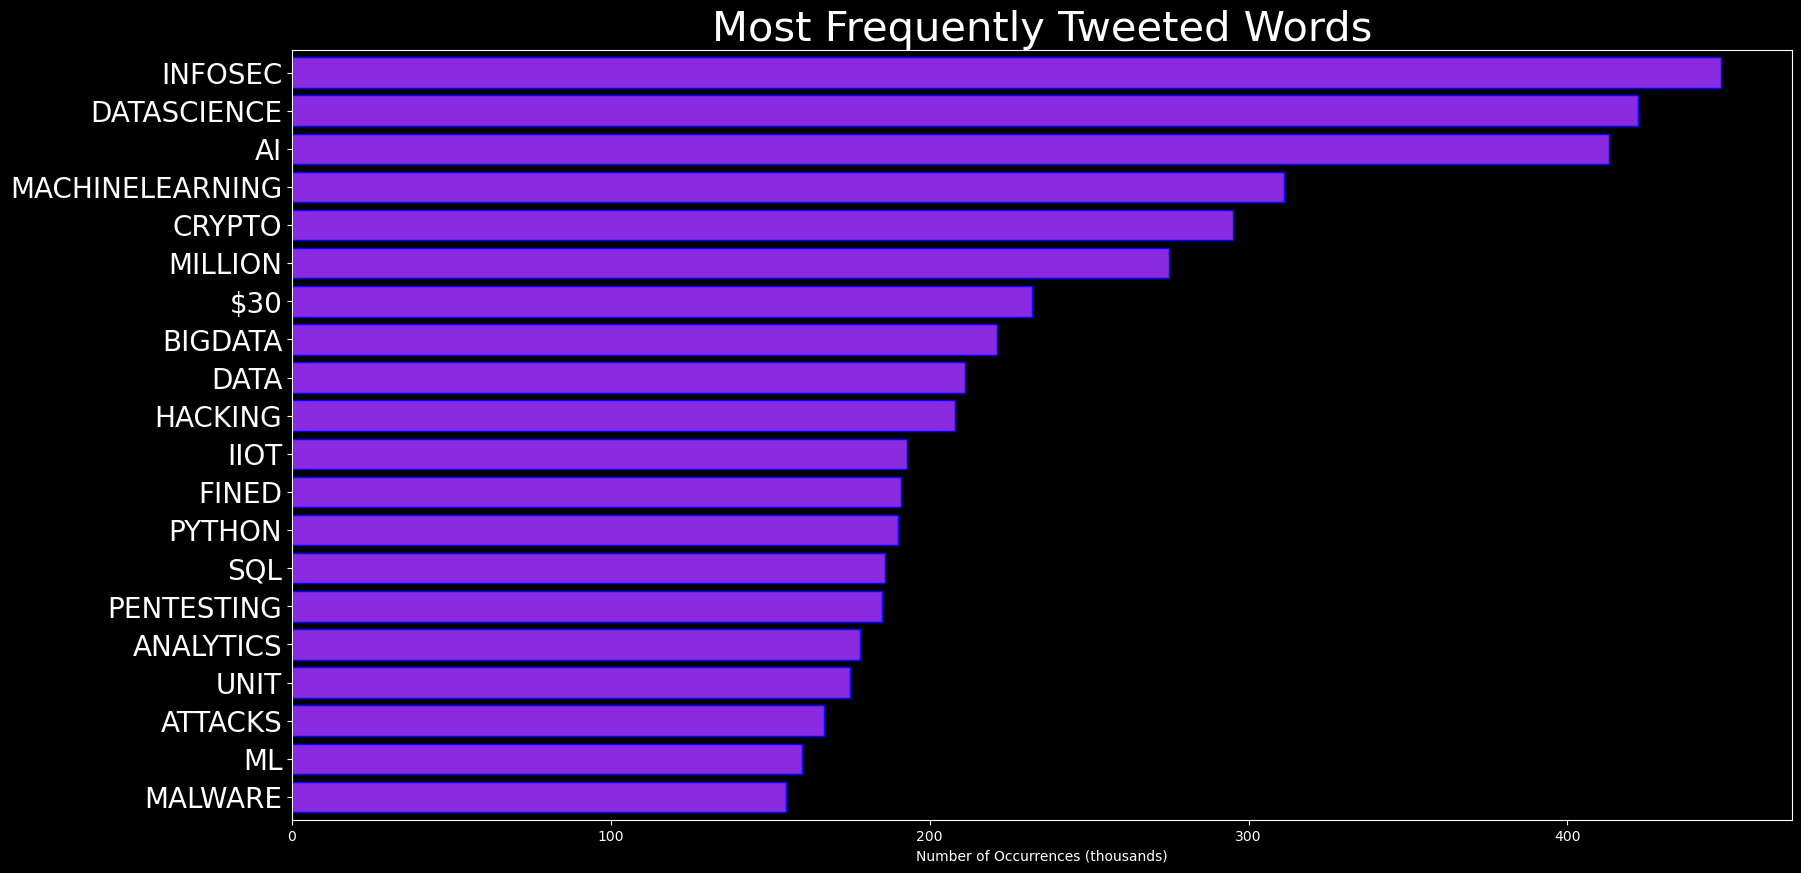 Most Frequently Tweeted Words
INFOSEC
DATASCIENCE
AI
MACHINELEARNING
CRYPTO
MILLION
$30
BIGDATA
DATA
HACKING
IIOT
FINED
PYTHON
SQL
PENTESTING
ANALYTICS
UNIT
ATTACKS
ML
MALWARE
0 100 200 300 400
Number of Occurrences (thousands)